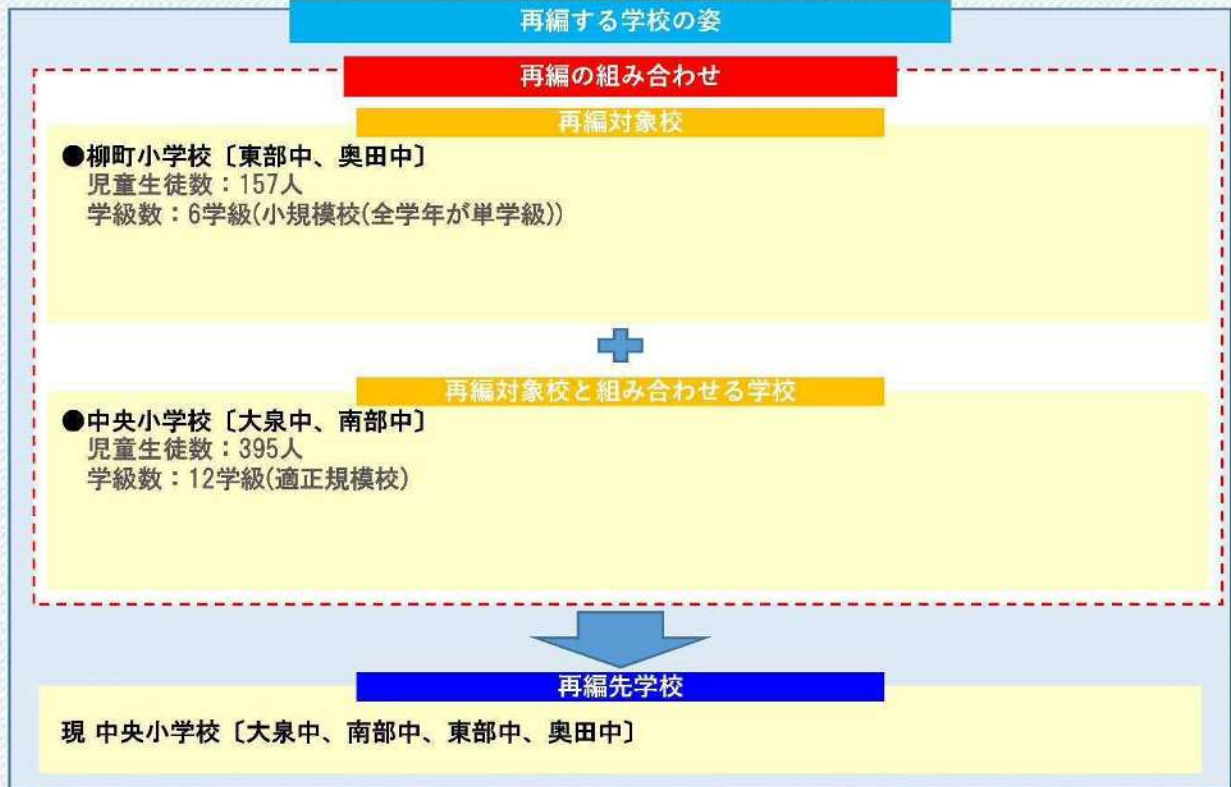 再編する学校の姿
再編の組み合わせ
再編対象校
●柳町小学校〔東部中、奥田中〕
児童生徒数：157人
学級数：6学級(小規模校(全学年が単学級))
再編対象校と組み合わせる学校
●中央小学校〔大泉中、南部中〕
児童生徒数：395人
学級数：12学級(適正規模校)
再編先学校
現 中央小学校〔大泉中、南部中、東部中、奥田中〕